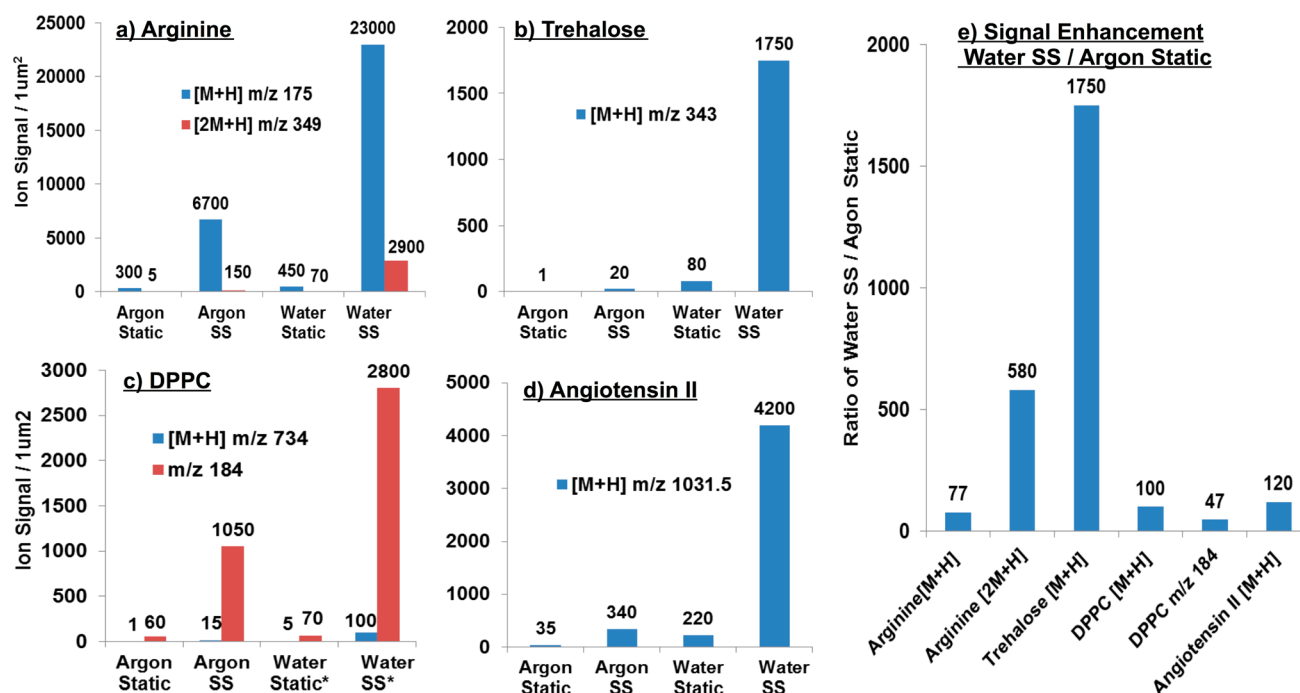 a) Arginine
Ion Signal / 1um²
25000
20000
15000
10000
5000
0
[M+H] m/z 175
[2M+H] m/z 349
300 5
6700
150
450 70
23000
2900
Argon Static
Argon SS
Water Static
Water SS
b) Trehalose
2000
1500
1000
500
0
[M+H] m/z 343
1
20
80
1750
Argon Static
Argon SS
Water Static
Water SS
c) DPPC
Ion Signal / 1um2
3000
2500
2000
1500
1000
500
0
[M+H] m/z 734
m/z 184
1 60
15
1050
5 70
100
2800
Argon Static
Argon SS
Water Static*
Water SS*
d) Angiotensin II
5000
4000
3000
2000
1000
0
[M+H] m/z 1031.5
35
340
220
4200
Argon Static
Argon SS
Water Static
Water SS
e) Signal Enhancement
Water SS / Argon Static
Ratio of Water SS / Agon Static
2000
1500
1000
500
0
77
580
1750
100
47
120
Arginine[M+H]
Arginine [2M+H]
Trehalose [M+H]
DPPC [M+H]
DPPC m/z 184
Angiotensin II [M+H]